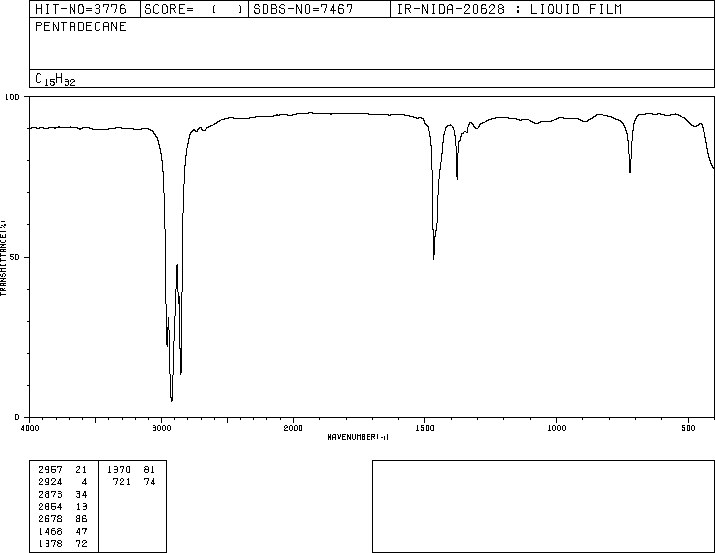 HIT-NO=3776 SCORE= ( ) SDBS-NO=7467 IR-NIDA-20628 : LIQUID FILM
PENTADECANE
C15H32
100
50
0
TRANSMITTANCE(%)
4000 3000 2000 1500 1000 500
WAVENUMBER(-1)
2957 21 1370 81
2924 4 721 74
2873 34
2854 13
2678 86
1466 47
1378 72